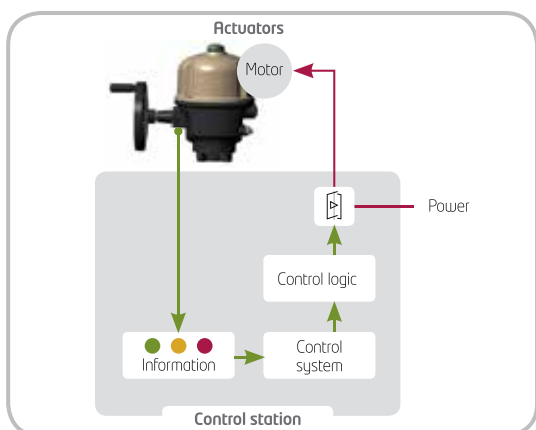 Actuators
Motor
Power
Control logic
Information
Control
system
Control station